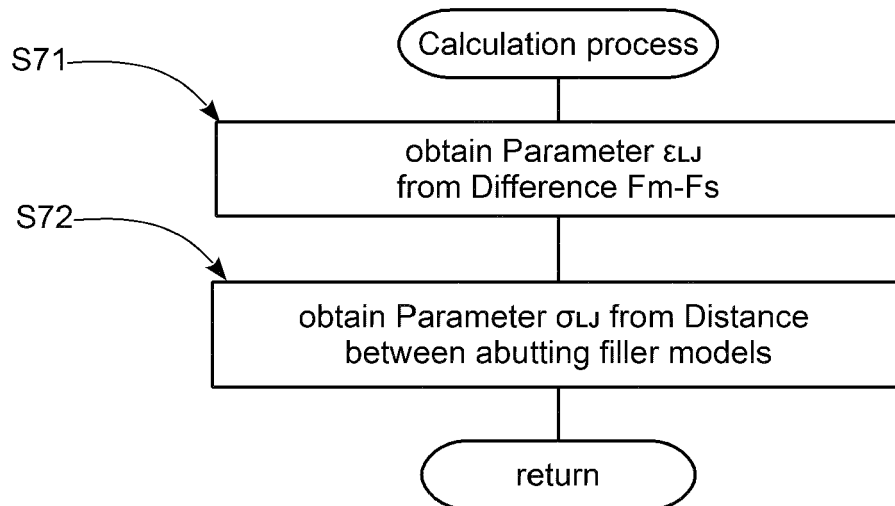 Calculation process
S71
obtain Parameter εLJ
from Difference Fm-Fs
S72
obtain Parameter σLJ from Distance
between abutting filler models
return